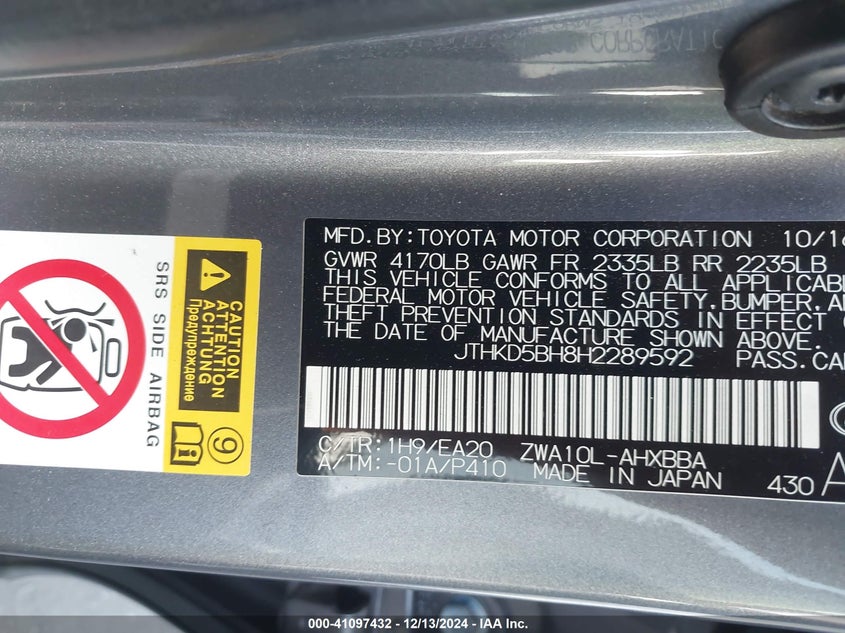 CORPORATIC
MFD.BY:TOYOTA MOTOR CORPORATION 10/16
GVWR 4170LB GAWR FR 2335LB RR 2235LB
THIS VEHICLE CONFORMS TO ALL APPLICABLE
FEDERAL MOTOR VEHICLE SAFETY.BUMPER.AN
THEFT PREVENTION STANDARDS IN EFFECT O
THE DATE OF MANUFACTURE SHOWN ABOVE.
JTHKD5BH8H2289592 PASS.CAR
C/TR:1H9/EA20 ZWA10L-AHXBBA
A/TM:-01A/P410 MADE IN JAPAN 430 A
SRS SIDE AIRBAG
CAUTION
ATTENTION
ACHTUNG
Предупреждение
9
000-41097432 - 12/13/2024 - IAA Inc.